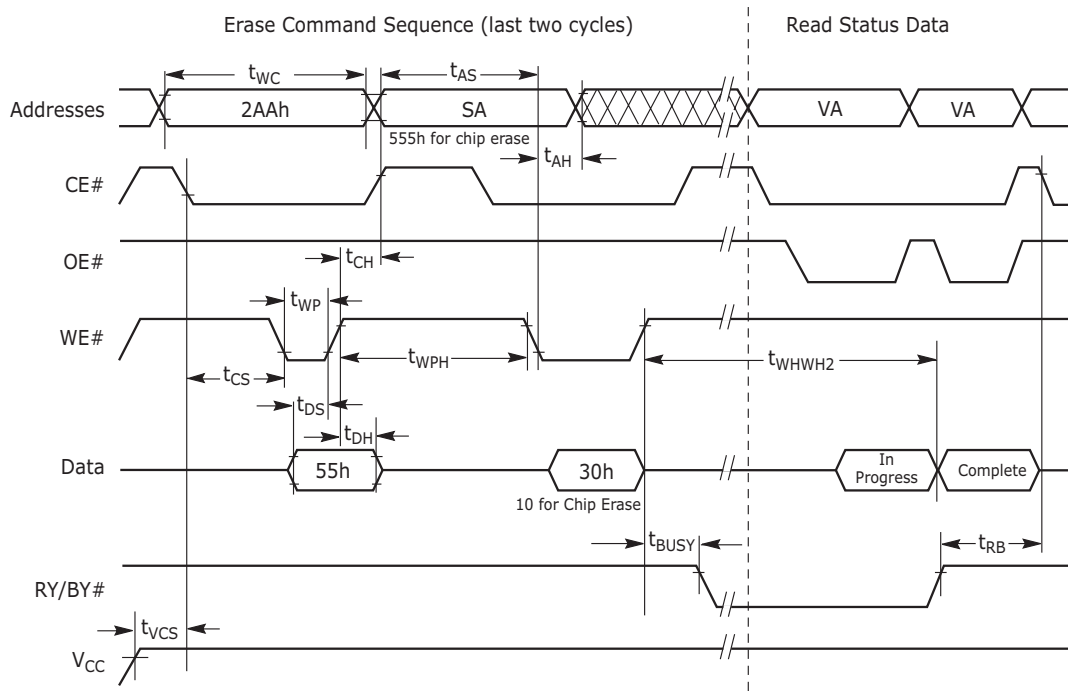 Erase Command Sequence (last two cycles)
Read Status Data
tWC
tAS
Addresses
2AAh
SA
VA
VA
555h for chip erase
tAH
CE#
OE#
tCH
tWP
WE#
tWPH
tWHWH2
tCS
tDS
tDH
Data
55h
30h
In
Progress
Complete
10 for Chip Erase
tBUSY
tRB
RY/BY#
tVCS
VCC